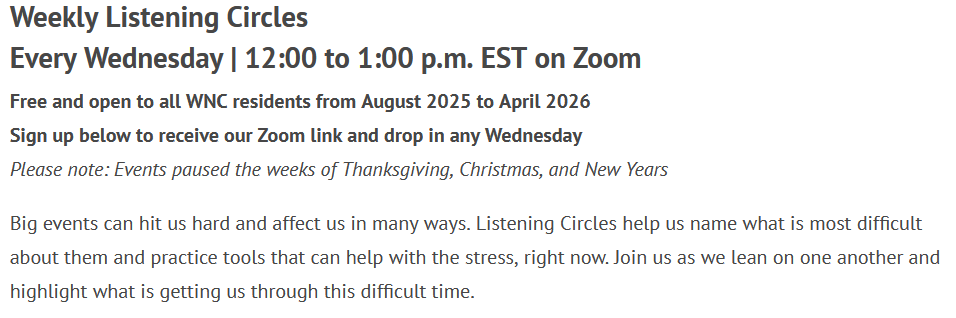 Weekly Listening Circles
Every Wednesday | 12:00 to 1:00 p.m. EST on Zoom
Free and open to all WNC residents from August 2025 to April 2026
Sign up below to receive our Zoom link and drop in any Wednesday
Please note: Events paused the weeks of Thanksgiving, Christmas, and New Years
Big events can hit us hard and affect us in many ways. Listening Circles help us name what is most difficult
about them and practice tools that can help with the stress, right now. Join us as we lean on one another and
highlight what is getting us through this difficult time.